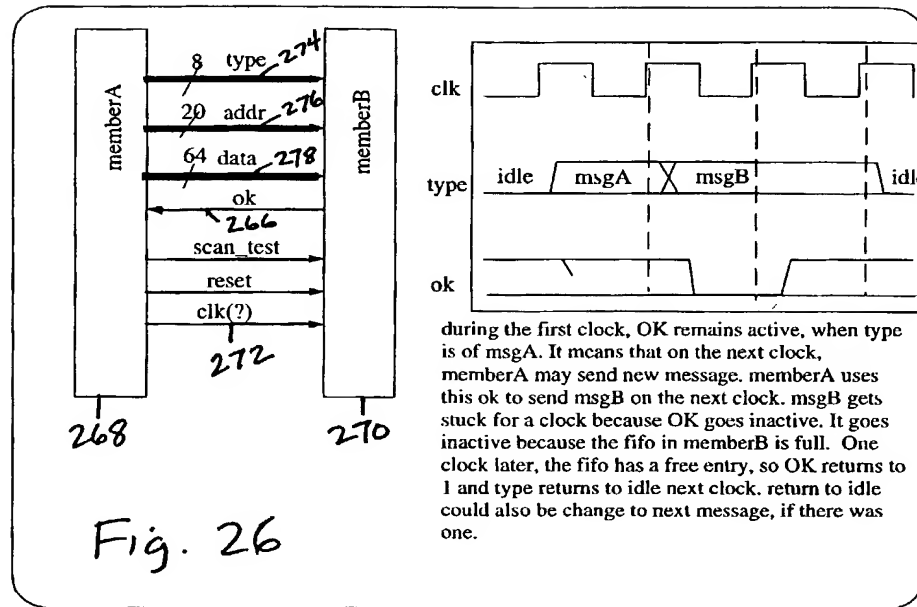 memberA
memberB
8 type 274
20 addr 276
64 data 278
ok
266
scan_test
reset
clk(?)
272
268
270
clk
type idle msgA msgB idl
ok
during the first clock, OK remains active, when type
is of msgA. It means that on the next clock,
memberA may send new message. memberA uses
this ok to send msgB on the next clock. msgB gets
stuck for a clock because OK goes inactive. It goes
inactive because the fifo in memberB is full. One
clock later, the fifo has a free entry, so OK returns to
1 and type returns to idle next clock. return to idle
could also be change to next message, if there was
one.
Fig. 26